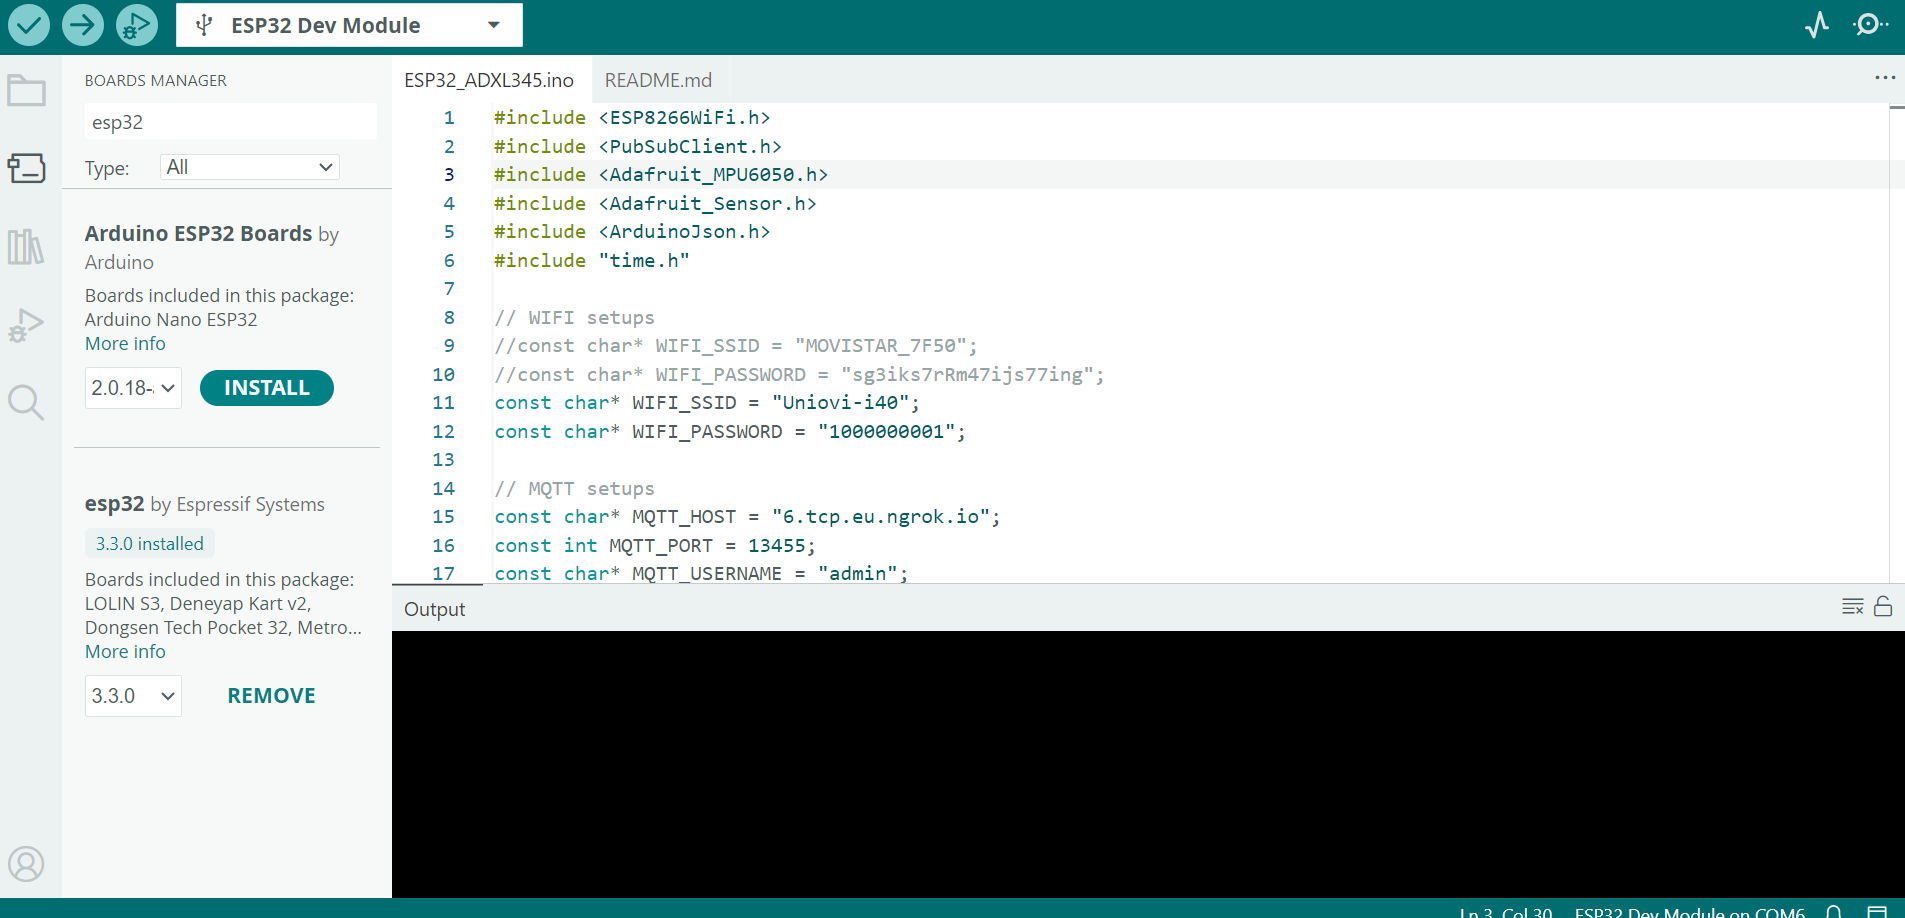 ESP32 Dev Module
BOARDS MANAGER
esp32
Type: All
Arduino ESP32 Boards by
Arduino
Boards included in this package:
Arduino Nano ESP32
More info
2.0.18- INSTALL
esp32 by Espressif Systems
3.3.0 installed
Boards included in this package:
LOLIN S3, Deneyap Kart v2,
Dongsen Tech Pocket 32, Metro...
More info
3.3.0 REMOVE
ESP32_ADXL345.ino README.md
1 #include <ESP8266WiFi.h>
2 #include <PubSubClient.h>
3 #include <Adafruit_MPU6050.h>
4 #include <Adafruit_Sensor.h>
5 #include <ArduinoJson.h>
6 #include "time.h"
7
8 // WIFI setups
9 //const char* WIFI_SSID = "MOVISTAR_7F50";
10 //const char* WIFI_PASSWORD = "sg3iks7rRm47ijs77ing";
11 const char* WIFI_SSID = "Uniovi-i40";
12 const char* WIFI_PASSWORD = "1000000001";
13
14 // MQTT setups
15 const char* MQTT_HOST = "6.tcp.eu.ngrok.io";
16 const int MQTT_PORT = 13455;
17 const char* MQTT_USERNAME = "admin";
Output
Ln 3, Col 30 ESP32 Dev Module on COM6